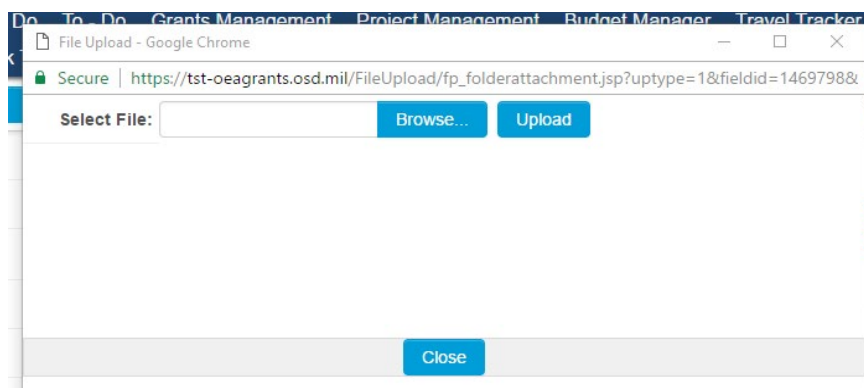 Do To - Do Grants Management Project Management Budget Manager Travel Tracker
File Upload - Google Chrome
Secure | https://tst-oeagrants.osd.mil/FileUpload/fp_folderattachment.jsp?uptype=1&fieldid=1469798&
Select File: Browse... Upload
Close